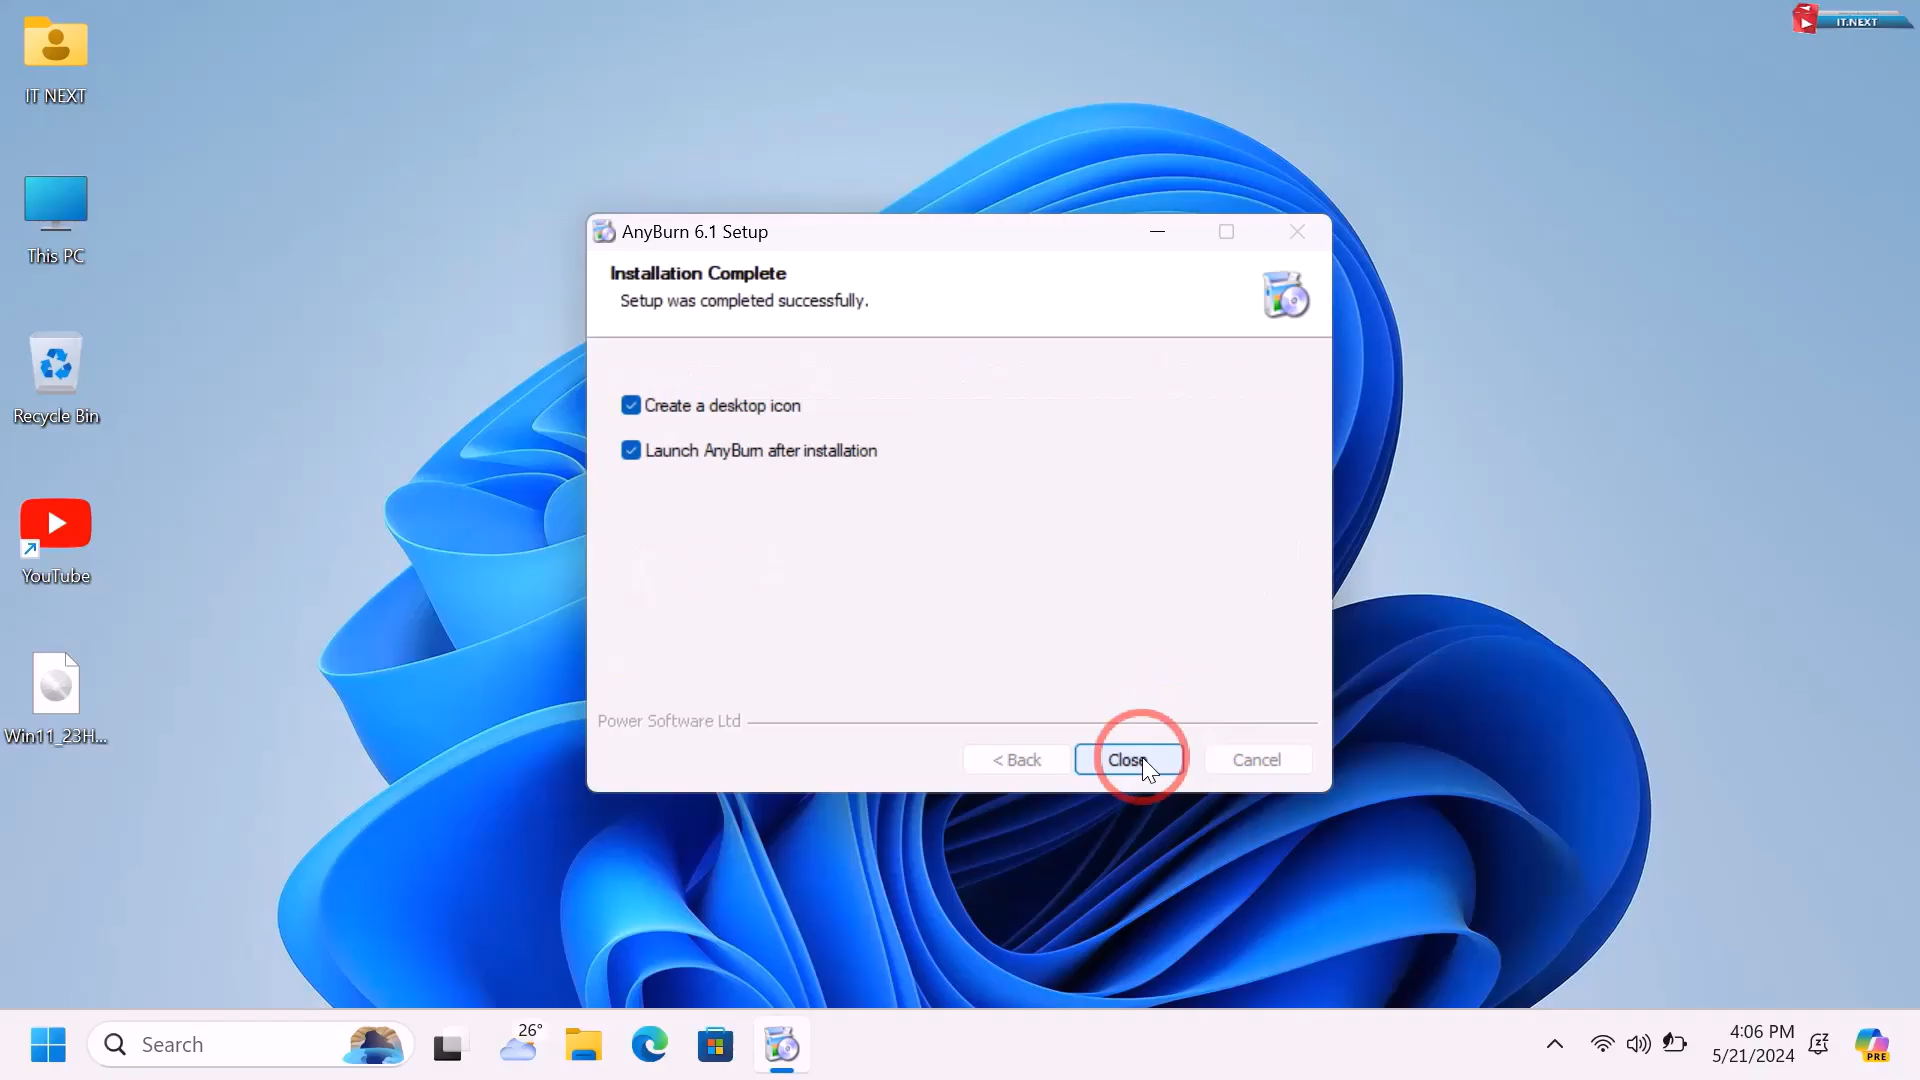 IT.NEXT
IT NEXT
This PC
Recycle Bin
YouTube
Win11_23H...
AnyBurn 6.1 Setup
Installation Complete
Setup was completed successfully.
Create a desktop icon
Launch AnyBurn after installation
Power Software Ltd
< Back
Close
Cancel
Search
26°
4:06 PM
5/21/2024
PRE